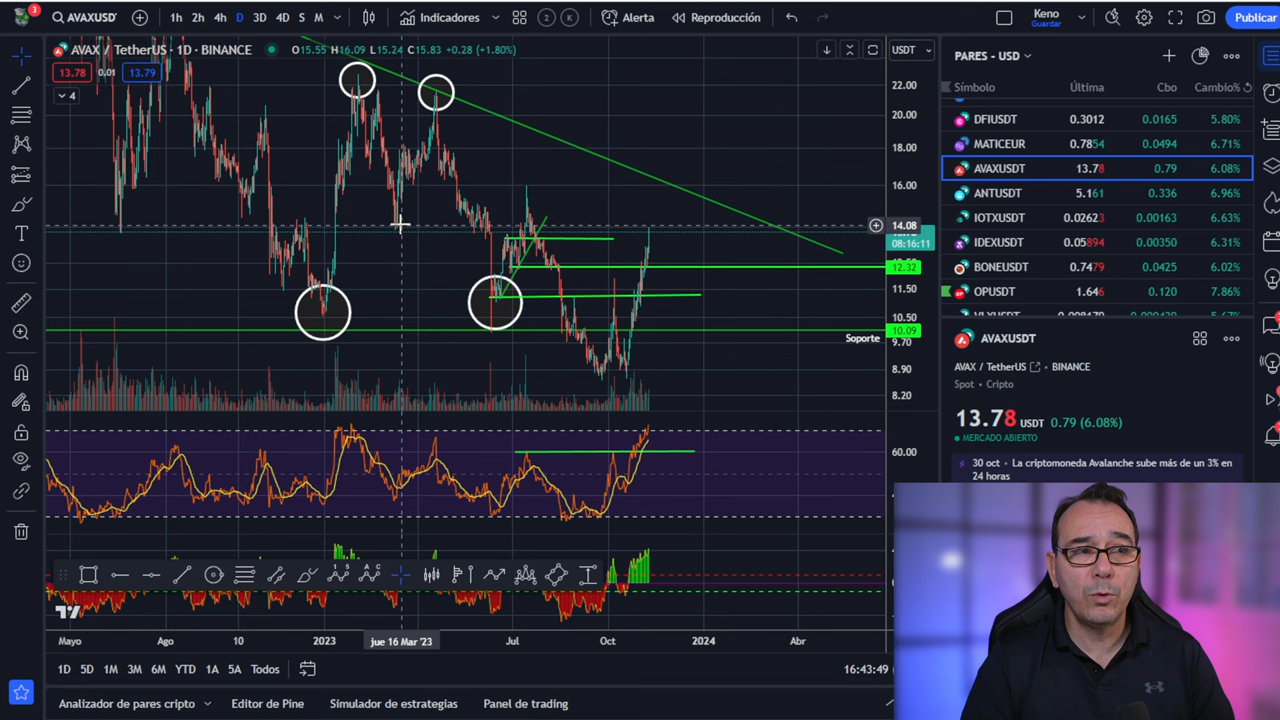 3
AVAXUSD
1h 2h 4h D 3D 4D S M
Indicadores
2 K
Alerta
Reproducción
Keno
Guardar
Publicar
AVAX / TetherUS · 1D · BINANCE
O15.55 H16.09 L15.24 C15.83 +0.28 (+1.80%)
USDT
13.78 0.01 13.79
4
22.00
20.00
18.00
16.00
14.08
08:16:11
12.32
11.50
10.50
10.09
Soporte
9.70
8.90
8.20
60.00
Mayo Ago 10 2023 jue 16 Mar '23 Jul Oct 2024 Abr
1D 5D 1M 3M 6M YTD 1A 5A Todos
16:43:49
Analizador de pares cripto Editor de Pine Simulador de estrategias Panel de trading
PARES - USD
Símbolo Última Cbo Cambio%
DFIUSDT 0.3012 0.0165 5.80%
MATICEUR 0.7854 0.0494 6.71%
AVAXUSDT 13.78 0.79 6.08%
ANTUSDT 5.161 0.336 6.96%
IOTXUSDT 0.02623 0.00163 6.63%
IDEXUSDT 0.05894 0.00350 6.31%
BONEUSDT 0.7479 0.0425 6.02%
OPUSDT 1.646 0.120 7.86%
AVAXUSDT
AVAX / TetherUS · BINANCE
Spot · Cripto
13.78 USDT 0.79 (6.08%)
MERCADO ABIERTO
30 oct · La criptomoneda Avalanche sube más de un 3% en
24 horas